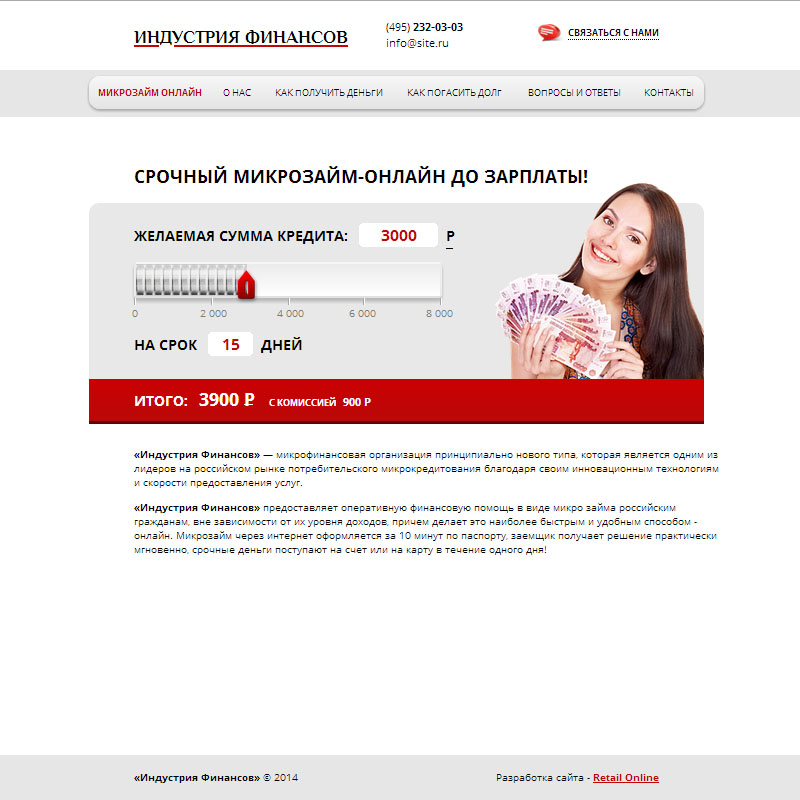 ИНДУСТРИЯ ФИНАНСОВ
(495) 232-03-03
info@site.ru
СВЯЗАТЬСЯ С НАМИ
МИКРОЗАЙМ ОНЛАЙН О НАС КАК ПОЛУЧИТЬ ДЕНЬГИ КАК ПОГАСИТЬ ДОЛГ ВОПРОСЫ И ОТВЕТЫ КОНТАКТЫ
СРОЧНЫЙ МИКРОЗАЙМ-ОНЛАЙН ДО ЗАРПЛАТЫ!
ЖЕЛАЕМАЯ СУММА КРЕДИТА: 3000 Р
0 2 000 4 000 6 000 8 000
НА СРОК 15 ДНЕЙ
ИТОГО: 3900 ₽ С КОМИССИЕЙ 900 Р
«Индустрия Финансов» — микрофинансовая организация принципиально нового типа, которая является одним из
лидеров на российском рынке потребительского микрокредитования благодаря своим инновационным технологиям
и скорости предоставления услуг.
«Индустрия Финансов» предоставляет оперативную финансовую помощь в виде микро займа российским
гражданам, вне зависимости от их уровня доходов, причем делает это наиболее быстрым и удобным способом -
онлайн. Микрозайм через интернет оформляется за 10 минут по паспорту, заемщик получает решение практически
мгновенно, срочные деньги поступают на счет или на карту в течение одного дня!
«Индустрия Финансов» © 2014
Разработка сайта - Retail Online